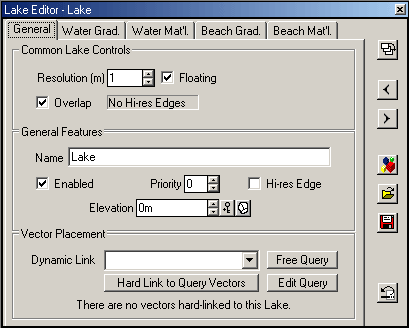 Lake Editor - Lake
General Water Grad. Water Mat'l. Beach Grad. Beach Mat'l.
Common Lake Controls
Resolution (m) 1 Floating
Overlap No Hi-res Edges
General Features
Name Lake
Enabled Priority 0 Hi-res Edge
Elevation 0m
Vector Placement
Dynamic Link Free Query
Hard Link to Query Vectors Edit Query
There are no vectors hard-linked to this Lake.